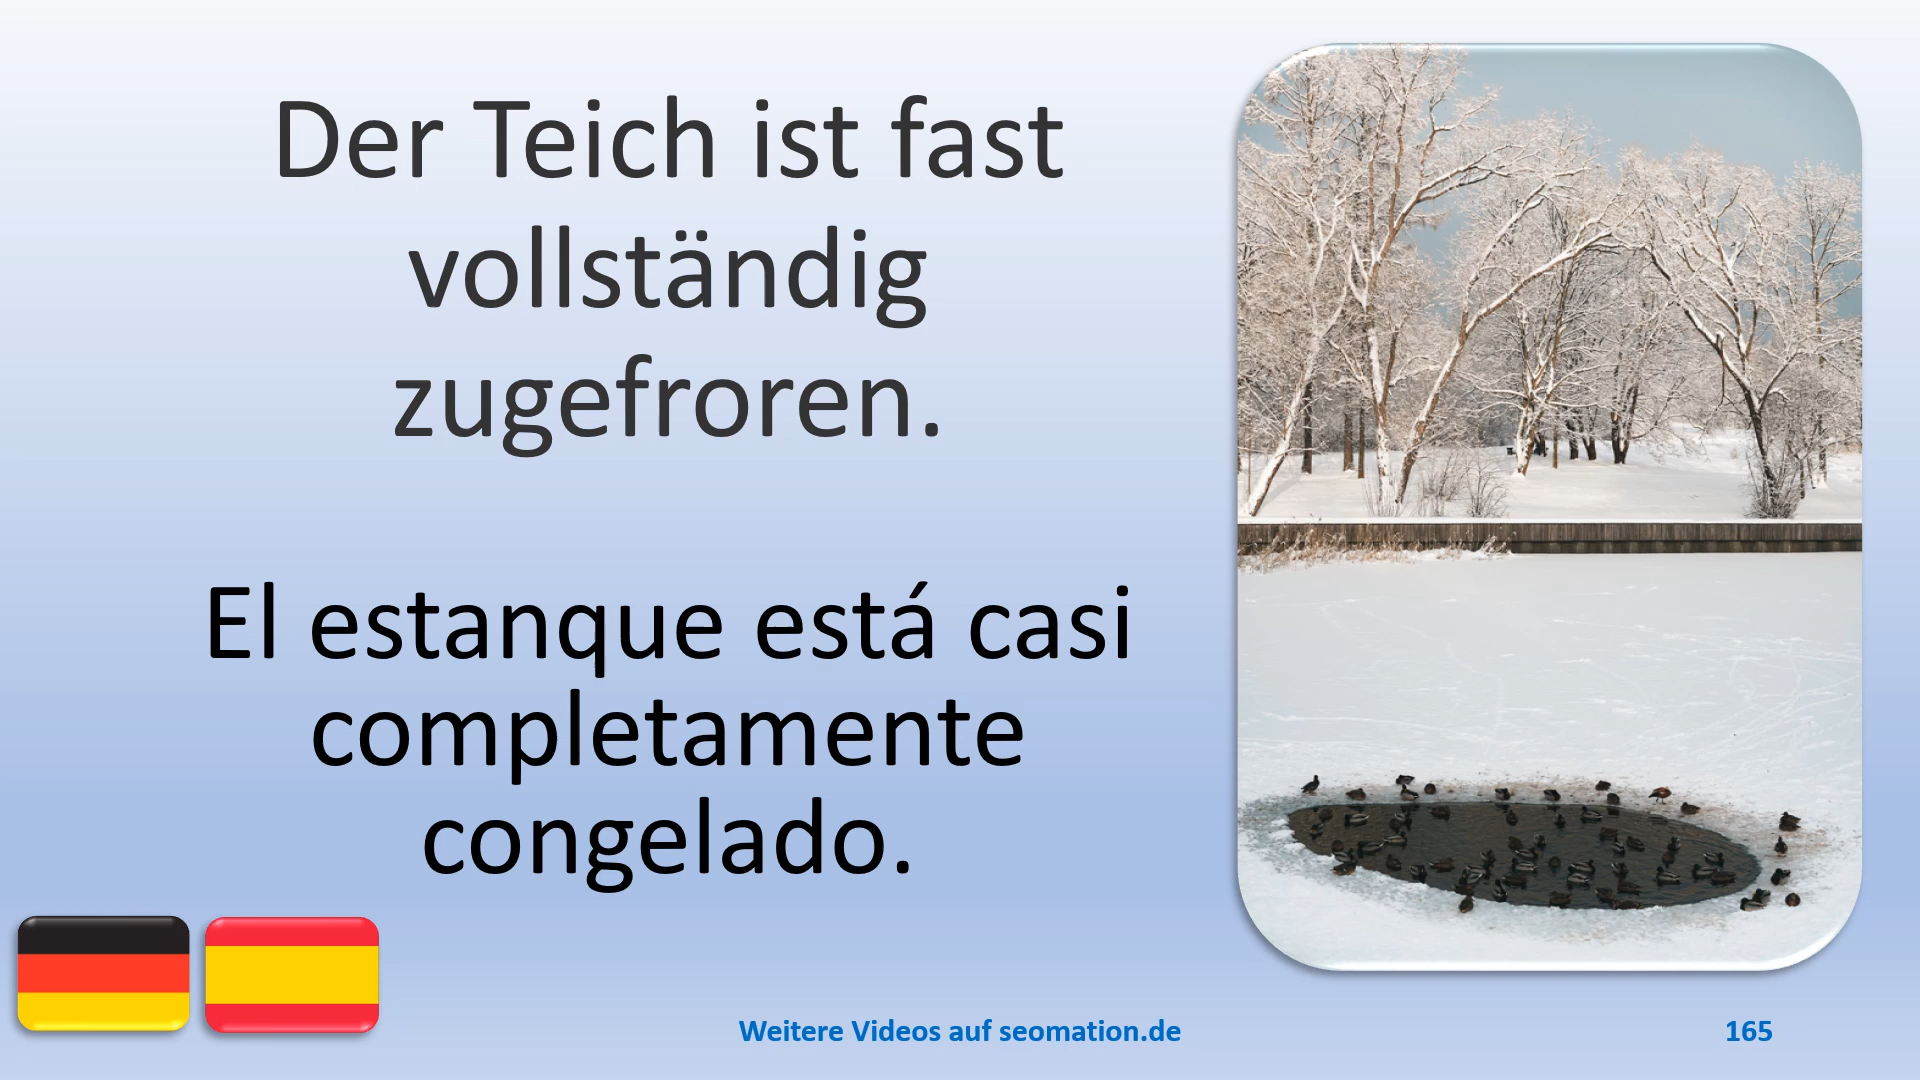 Der Teich ist fast
vollständig
zugefroren.
El estanque está casi
completamente
congelado.
Weitere Videos auf seomation.de
165